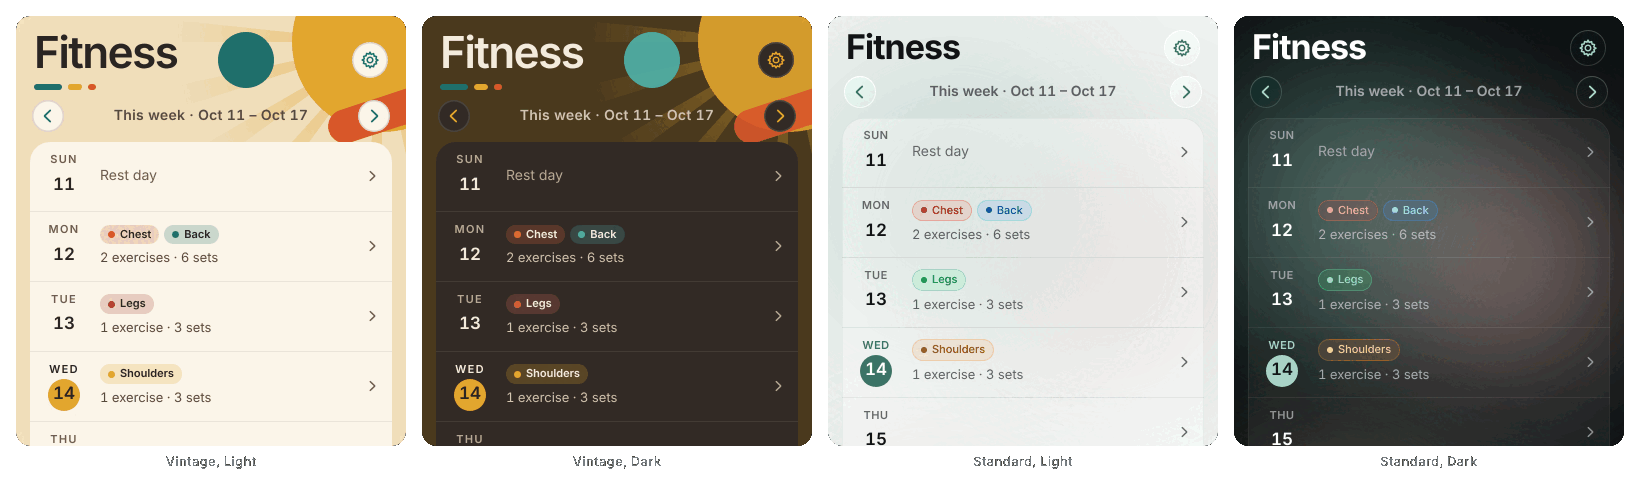 Fitness
This week · Oct 11 – Oct 17
SUN
11
Rest day
MON
12
Chest
Back
2 exercises · 6 sets
TUE
13
Legs
1 exercise · 3 sets
WED
14
Shoulders
1 exercise · 3 sets
THU
Vintage, Light
Fitness
This week · Oct 11 – Oct 17
SUN
11
Rest day
MON
12
Chest
Back
2 exercises · 6 sets
TUE
13
Legs
1 exercise · 3 sets
WED
14
Shoulders
1 exercise · 3 sets
THU
Vintage, Dark
Fitness
This week · Oct 11 – Oct 17
SUN
11
Rest day
MON
12
Chest
Back
2 exercises · 6 sets
TUE
13
Legs
1 exercise · 3 sets
WED
14
Shoulders
1 exercise · 3 sets
THU
15
Standard, Light
Fitness
This week · Oct 11 – Oct 17
SUN
11
Rest day
MON
12
Chest
Back
2 exercises · 6 sets
TUE
13
Legs
1 exercise · 3 sets
WED
14
Shoulders
1 exercise · 3 sets
THU
15
Standard, Dark